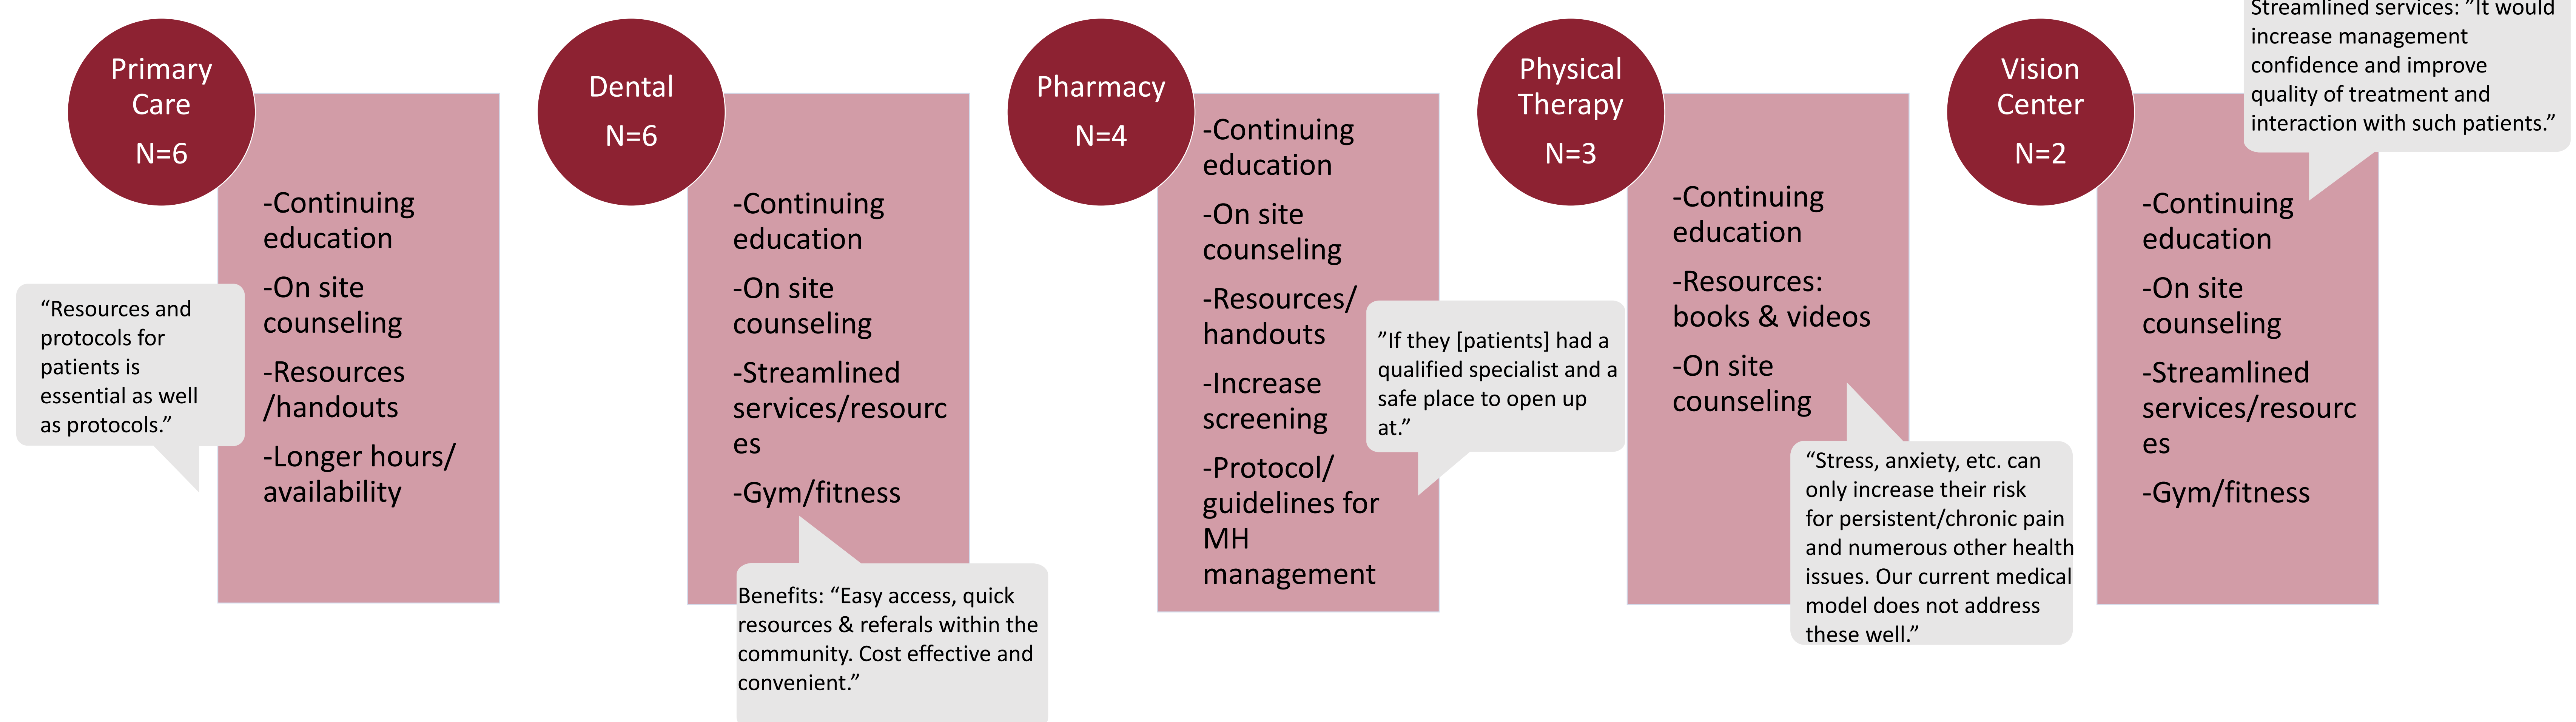 Primary
Care
N=6
-Continuing
education
-On site
counseling
-Resources
/handouts
-Longer hours/
availability
“Resources and
protocols for
patients is
essential as well
as protocols.”
Dental
N=6
-Continuing
education
-On site
counseling
-Streamlined
services/resourc
es
-Gym/fitness
Benefits: “Easy access, quick
resources & referals within the
community. Cost effective and
convenient.”
Pharmacy
N=4
-Continuing
education
-On site
counseling
-Resources/
handouts
-Increase
screening
-Protocol/
guidelines for
MH
management
”If they [patients] had a
qualified specialist and a
safe place to open up
at.”
Physical
Therapy
N=3
-Continuing
education
-Resources:
books & videos
-On site
counseling
“Stress, anxiety, etc. can
only increase their risk
for persistent/chronic pain
and numerous other health
issues. Our current medical
model does not address
these well.”
Vision
Center
N=2
Streamlined services: ”It would
increase management
confidence and improve
quality of treatment and
interaction with such patients.”
-Continuing
education
-On site
counseling
-Streamlined
services/resourc
es
-Gym/fitness